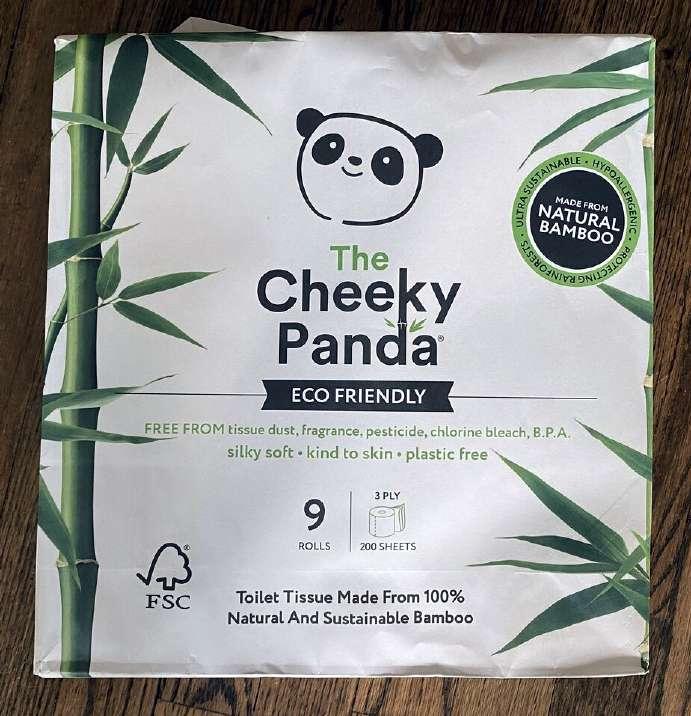 The
Cheeky
Panda®
ULTRA SUSTAINABLE • HYPOALLERGENIC • PROTECTING RAINFORESTS •
MADE FROM
NATURAL
BAMBOO
ECO FRIENDLY
FREE FROM tissue dust, fragrance, pesticide, chlorine bleach, B.P.A.
silky soft • kind to skin • plastic free
9
ROLLS
3 PLY
200 SHEETS
®
FSC
Toilet Tissue Made From 100%
Natural And Sustainable Bamboo